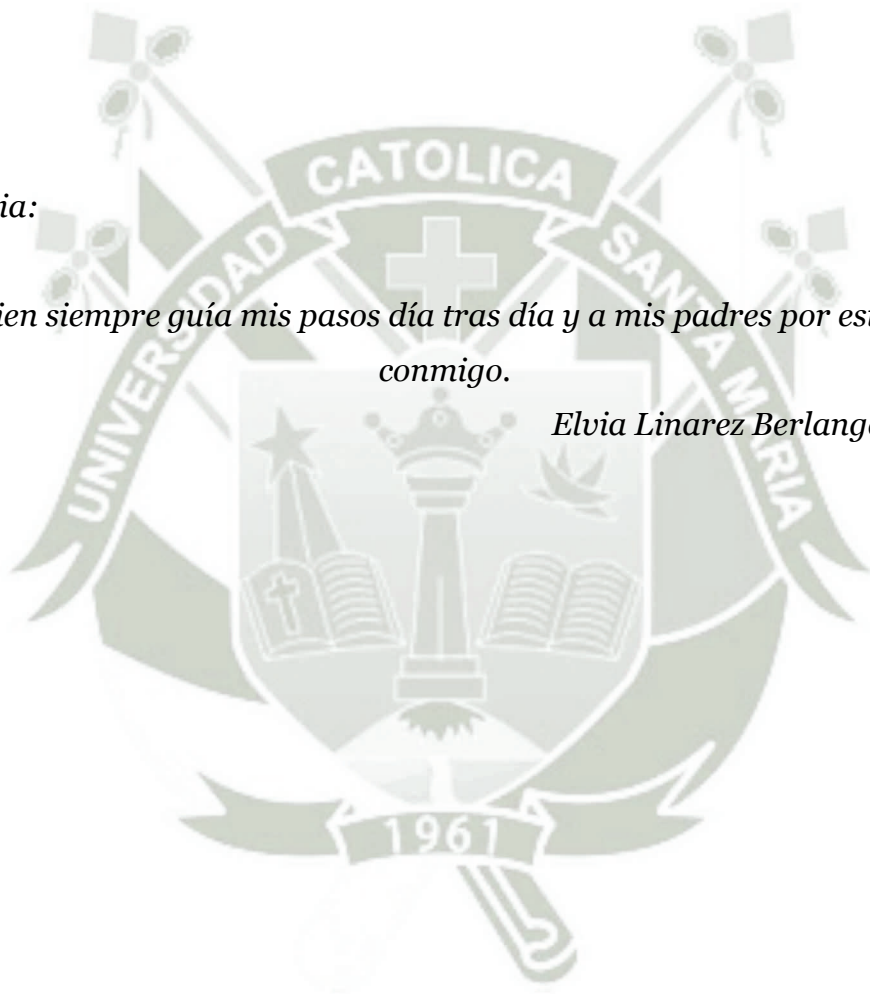 ia:
ien siempre guía mis pasos día tras día y a mis padres por est
conmigo.
Elvia Linarez Berlang
UNIVERSIDAD CATOLICA SANTA MARIA
1961